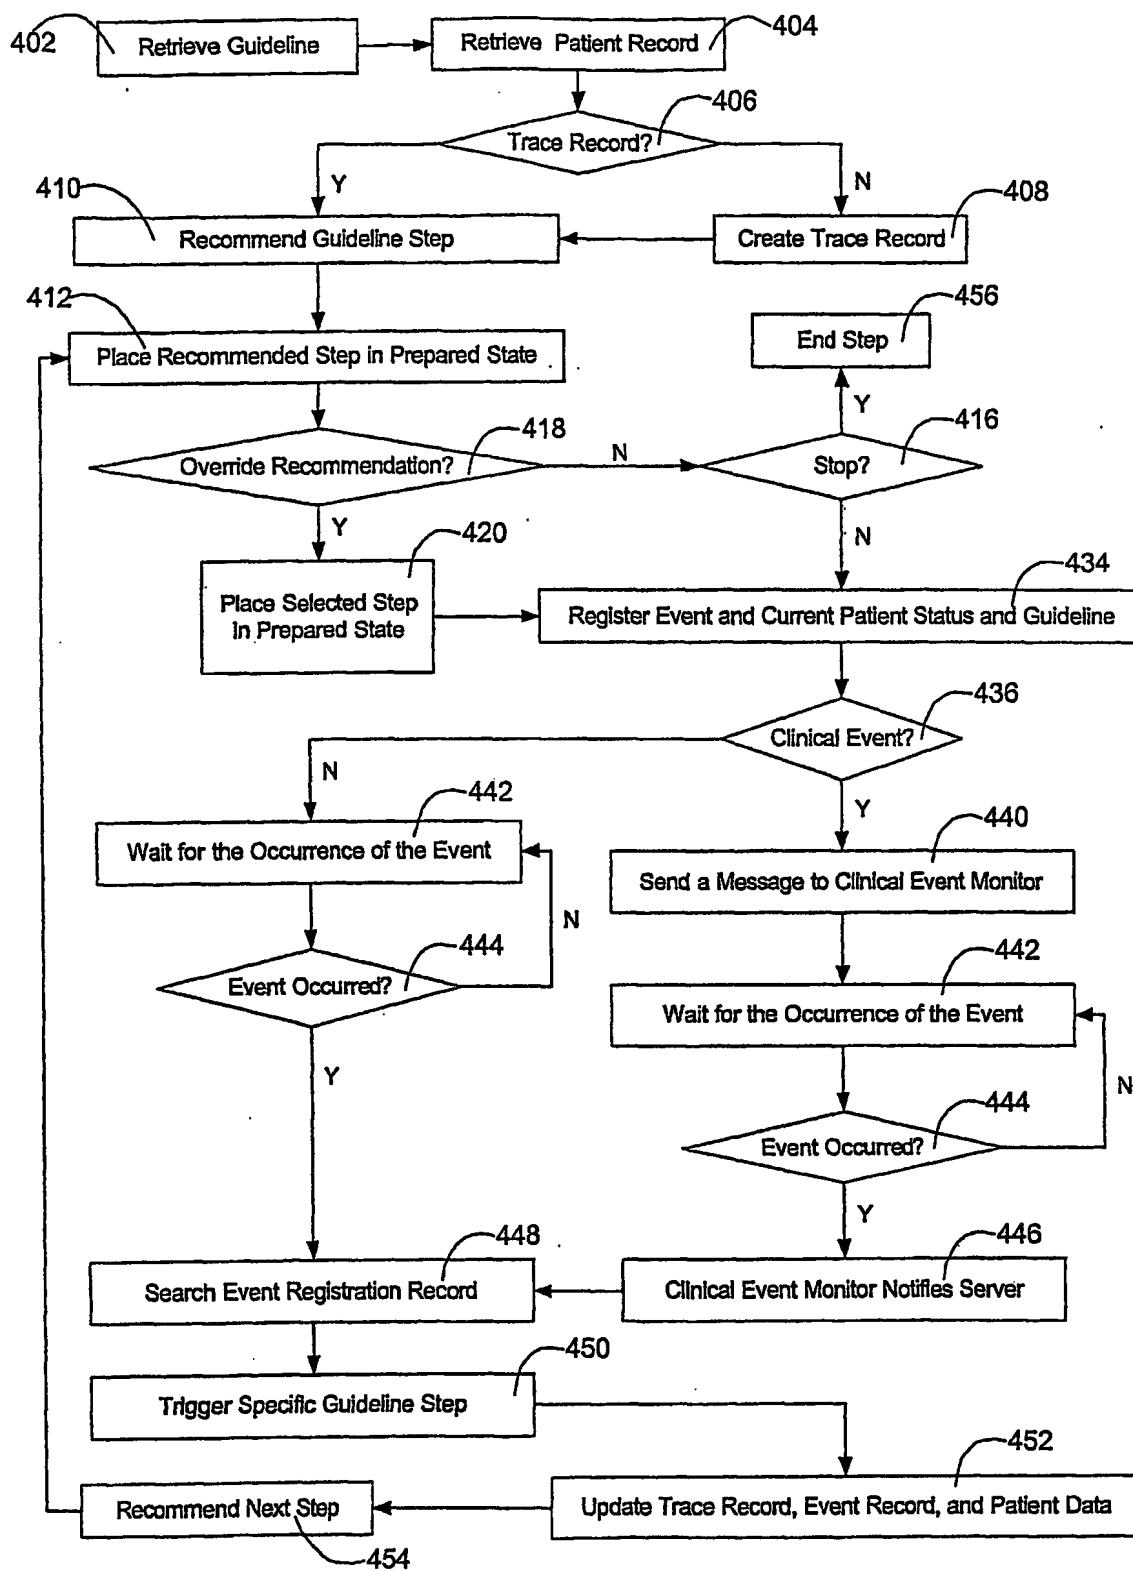 402
Retrieve Guideline
Retrieve Patient Record
404
406
Trace Record?
Y
N
410
408
Recommend Guideline Step
Create Trace Record
412
456
Place Recommended Step in Prepared State
End Step
Y
418
416
Override Recommendation?
N
Stop?
Y
N
420
434
Place Selected Step
in Prepared State
Register Event and Current Patient Status and Guideline
436
Clinical Event?
N
Y
442
440
Wait for the Occurrence of the Event
Send a Message to Clinical Event Monitor
N
444
442
Event Occurred?
Wait for the Occurrence of the Event
Y
N
444
Event Occurred?
Y
448
446
Search Event Registration Record
Clinical Event Monitor Notifies Server
450
Trigger Specific Guideline Step
452
Recommend Next Step
Update Trace Record, Event Record, and Patient Data
454